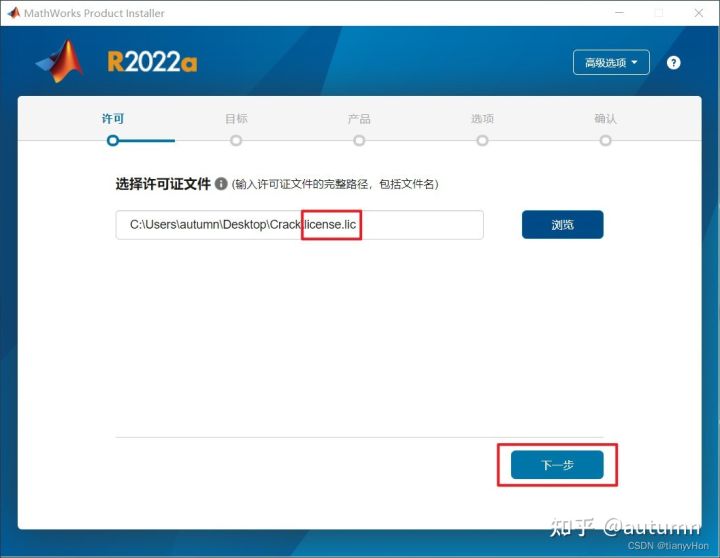 MathWorks Product Installer
R2022a
高级选项
?
许可
目标
产品
选项
确认
选择许可证文件 i (输入许可证文件的完整路径，包括文件名)
C:\Users\autumn\Desktop\Crack\license.lic
浏览
下一步
知乎 @autumn
CSDN @tianyvHon